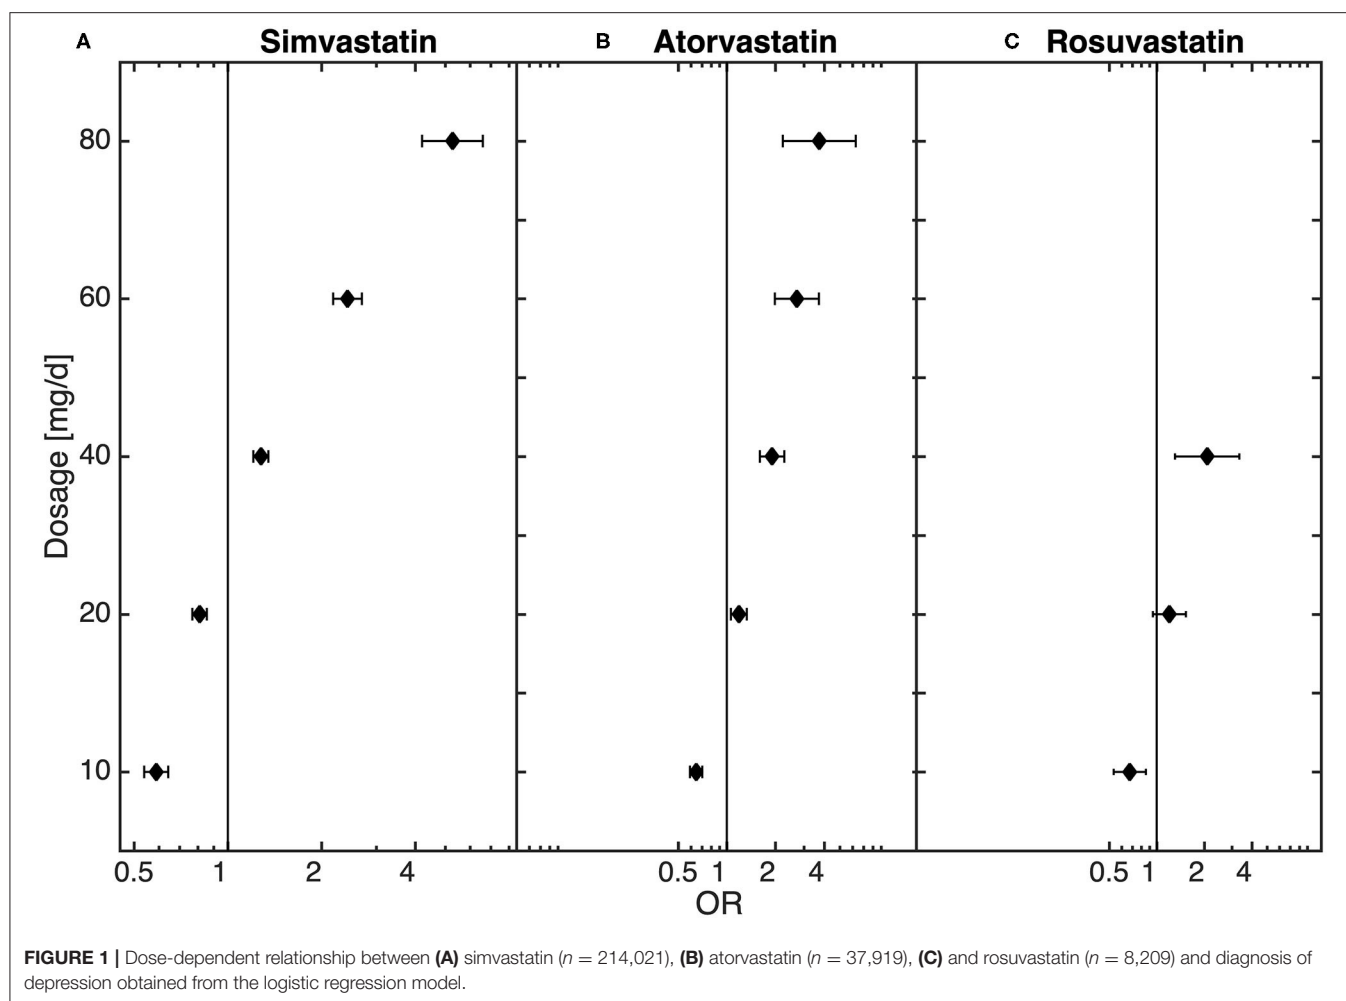 A Simvastatin B Atorvastatin C Rosuvastatin
80
60
40
20
10
Dosage [mg/d]
0.5 1 2 4 0.5 1 2 4 0.5 1 2 4
OR
FIGURE 1 | Dose-dependent relationship between (A) simvastatin (n = 214,021), (B) atorvastatin (n = 37,919), (C) and rosuvastatin (n = 8,209) and diagnosis of
depression obtained from the logistic regression model.